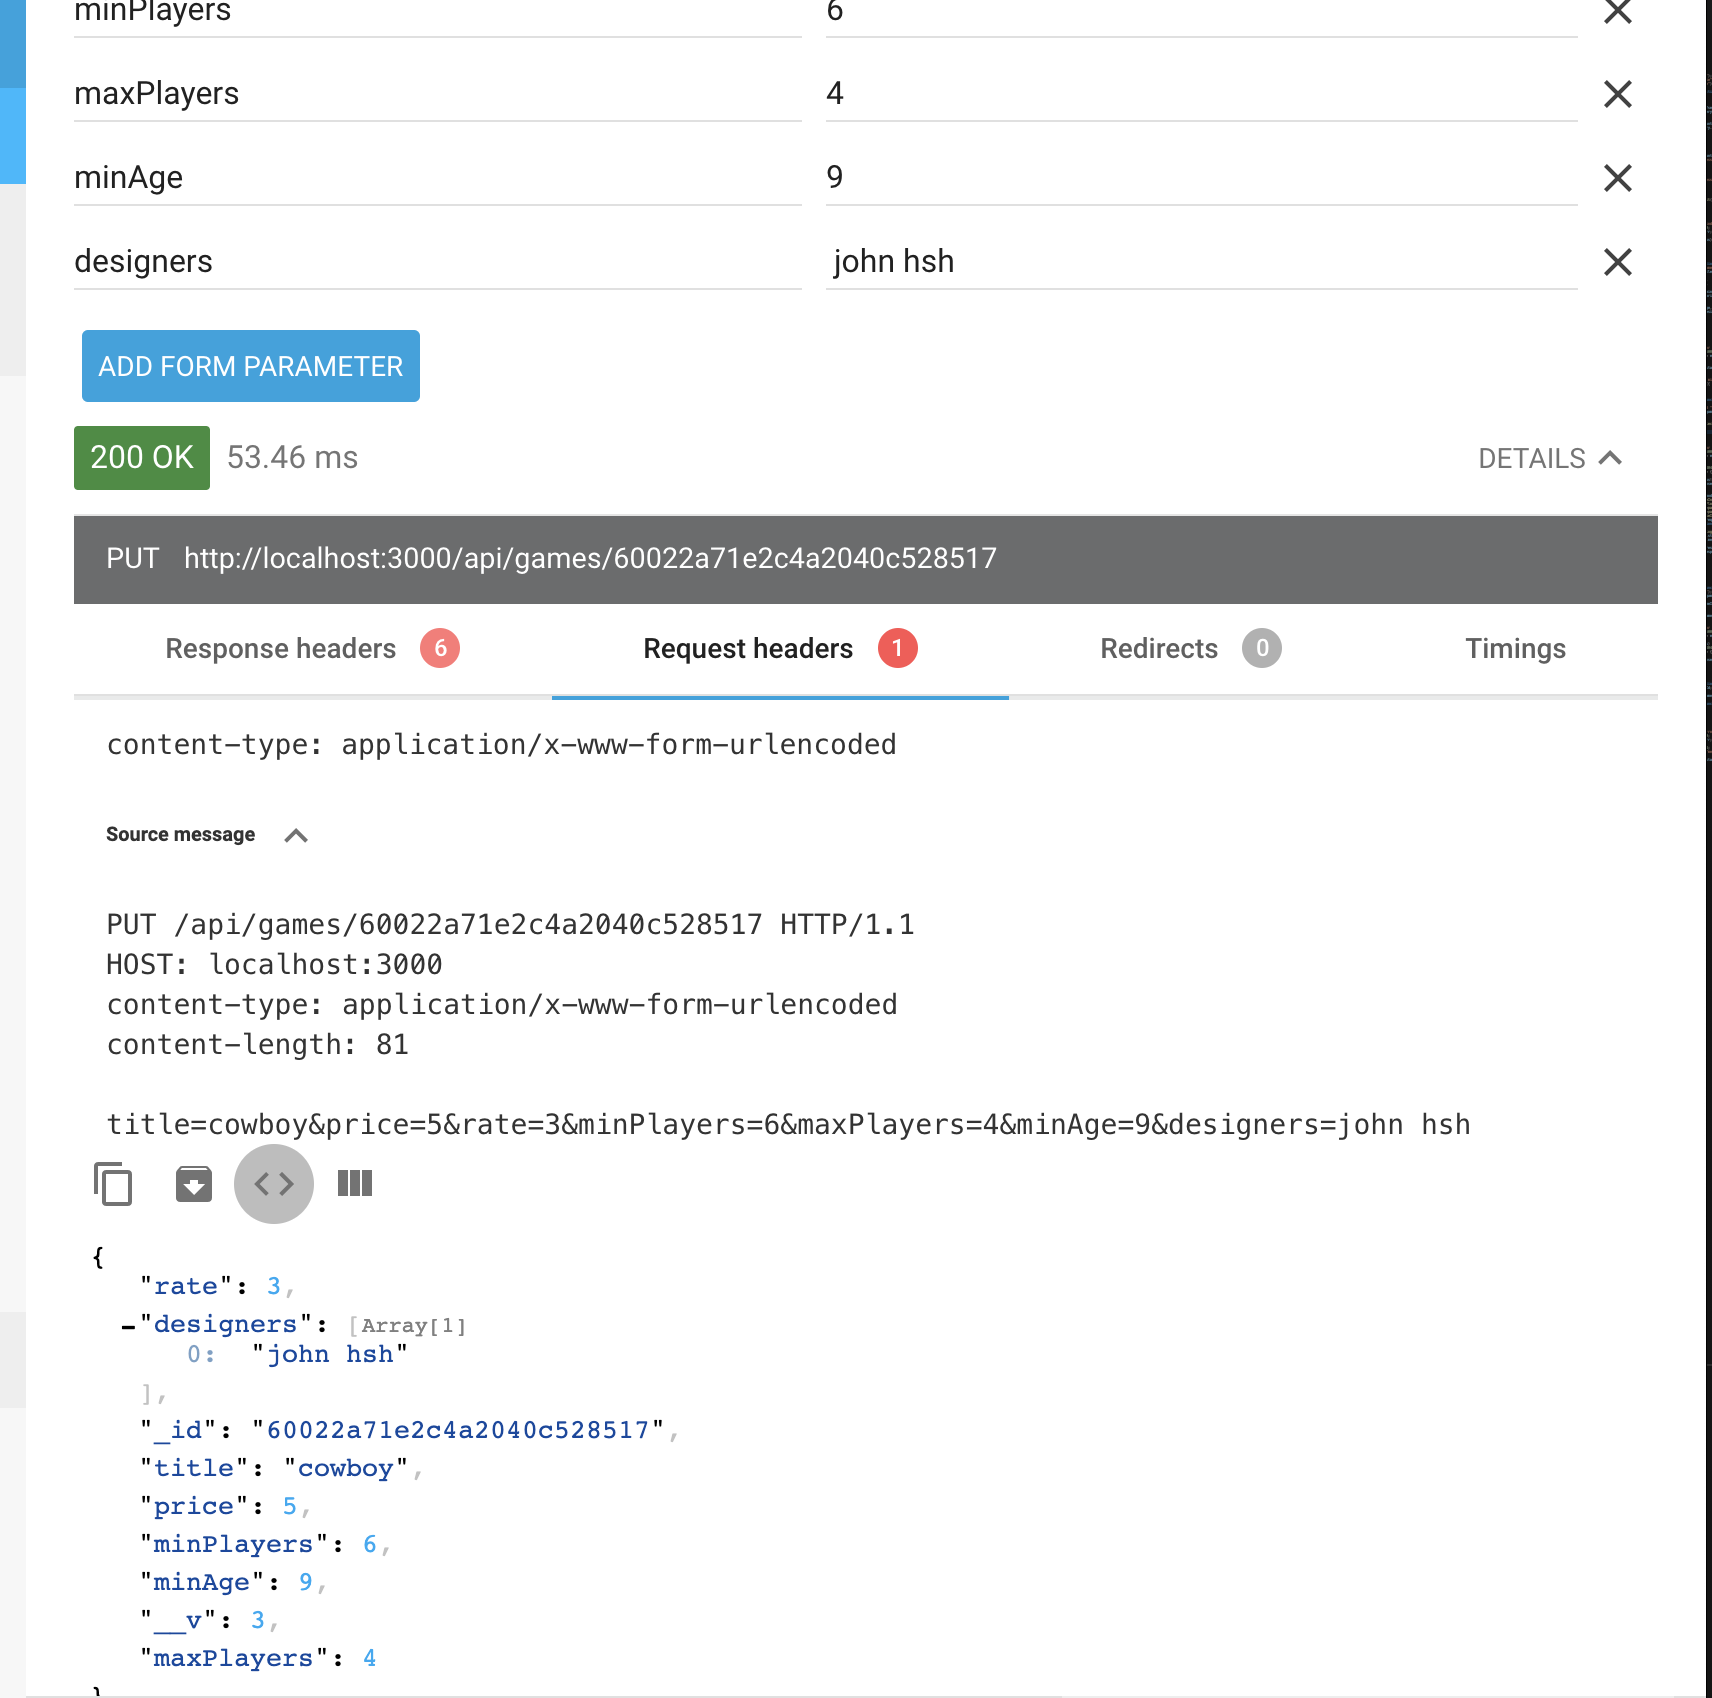 minPlayers 6
maxPlayers 4
minAge 9
designers john hsh
ADD FORM PARAMETER
200 OK 53.46 ms DETAILS
PUT http://localhost:3000/api/games/60022a71e2c4a2040c528517
Response headers 6 Request headers 1 Redirects 0 Timings
content-type: application/x-www-form-urlencoded
Source message
PUT /api/games/60022a71e2c4a2040c528517 HTTP/1.1
HOST: localhost:3000
content-type: application/x-www-form-urlencoded
content-length: 81
title=cowboy&price=5&rate=3&minPlayers=6&maxPlayers=4&minAge=9&designers=john hsh
{
"rate": 3,
"designers": [Array[1]
0: "john hsh"
],
"_id": "60022a71e2c4a2040c528517",
"title": "cowboy",
"price": 5,
"minPlayers": 6,
"minAge": 9,
"__v": 3,
"maxPlayers": 4
}